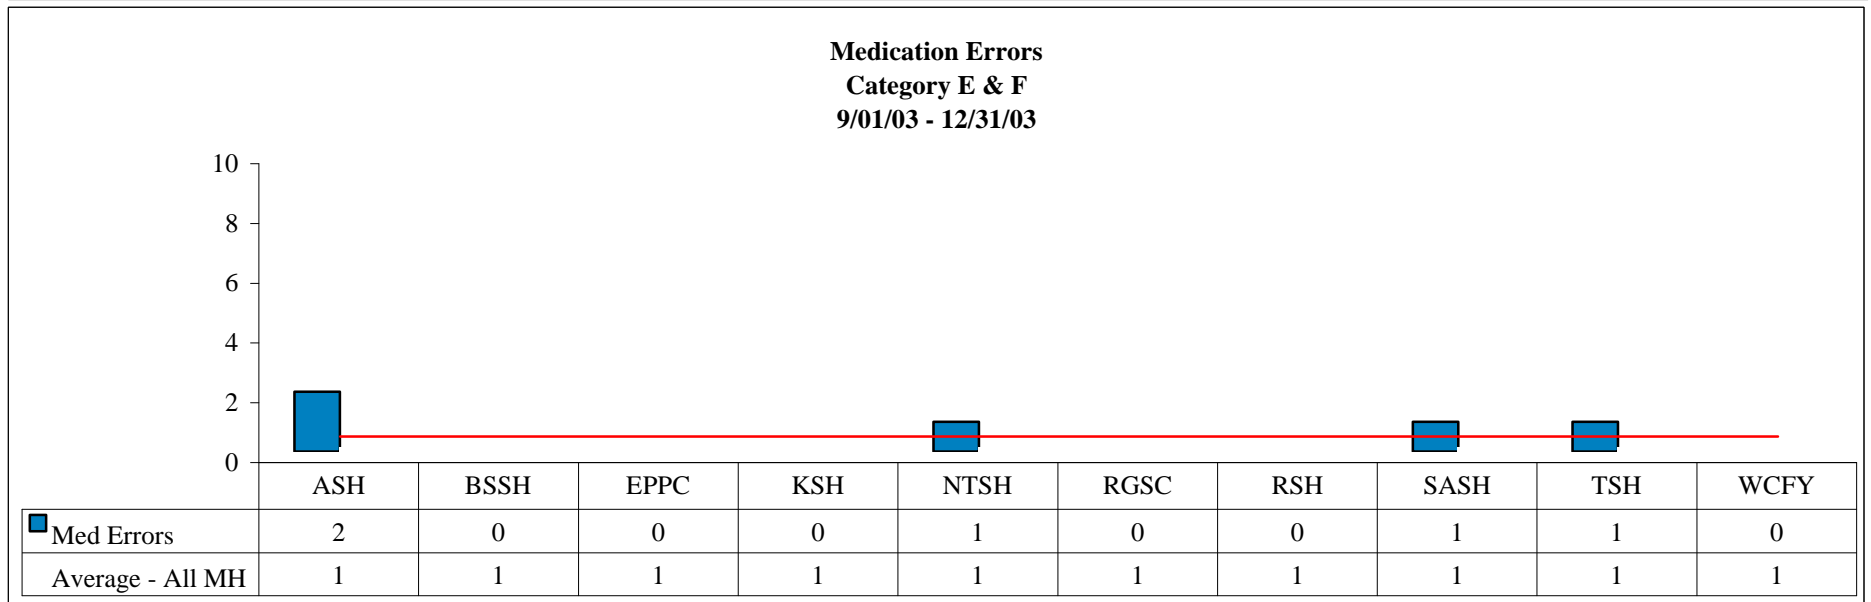 Medication Errors
Category E & F
9/01/03 - 12/31/03
10
8
6
4
2
0
ASH BSSH EPPC KSH NTSH RGSC RSH SASH TSH WCFY
Med Errors 2 0 0 0 1 0 0 1 1 0
Average - All MH 1 1 1 1 1 1 1 1 1 1